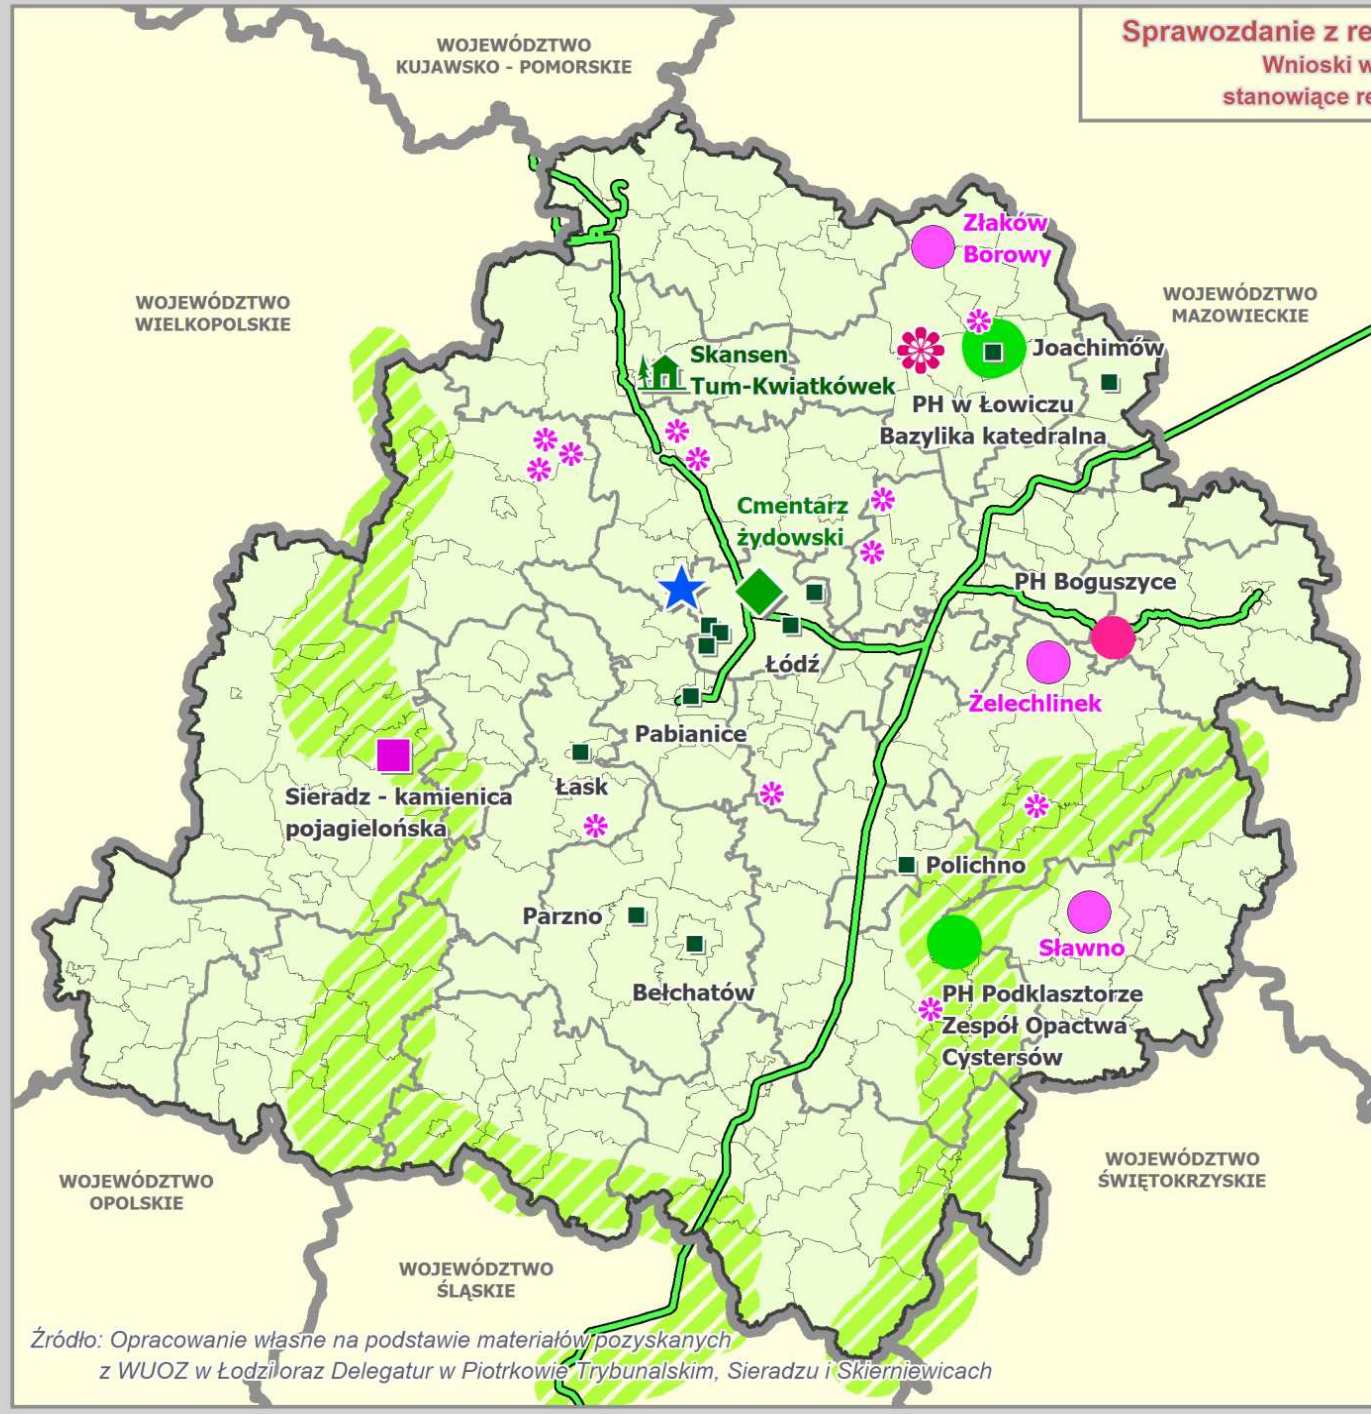 WOJEWÓDZTWO
KUJAWSKO - POMORSKIE
Sprawozdanie z re
Wnioski w
stanowiące re
Złaków
Borowy
WOJEWÓDZTWO
WIELKOPOLSKIE
WOJEWÓDZTWO
MAZOWIECKIE
Skansen
Tum-Kwiatkówek
Joachimów
PH w Łowiczu
Bazylika katedralna
Cmentarz
żydowski
PH Boguszyce
Łódź
Żelechlinek
Pabianice
Łask
Sieradz - kamienica
pojagielońska
Polichno
Parzno
Sławno
Bełchatów
PH Podklasztorze
Zespół Opactwa
Cystersów
WOJEWÓDZTWO
OPOLSKIE
WOJEWÓDZTWO
ŚWIĘTOKRZYSKIE
WOJEWÓDZTWO
ŚLĄSKIE
Źródło: Opracowanie własne na podstawie materiałów pozyskanych
z WUOZ w Łodzi oraz Delegatur w Piotrkowie Trybunalskim, Sieradzu i Skierniewicach